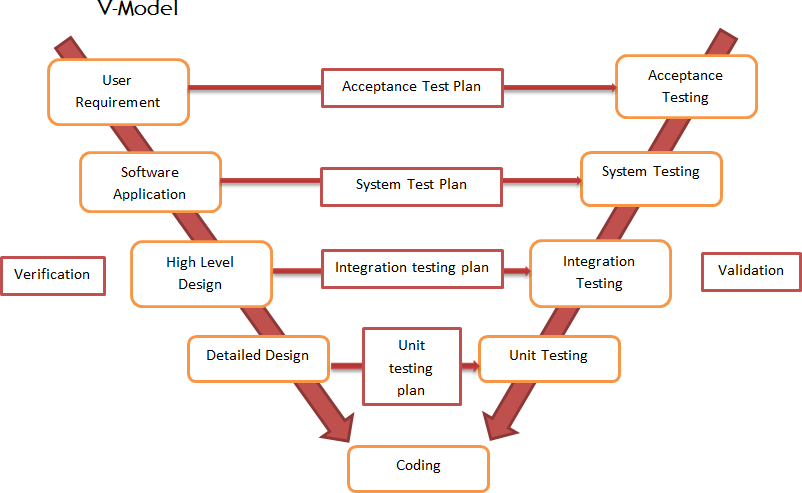 V-Model
User
Requirement
Acceptance Test Plan
Acceptance
Testing
Software
Application
System Test Plan
System Testing
Verification
High Level
Design
Integration testing plan
Integration
Testing
Validation
Detailed Design
Unit
testing
plan
Unit Testing
Coding